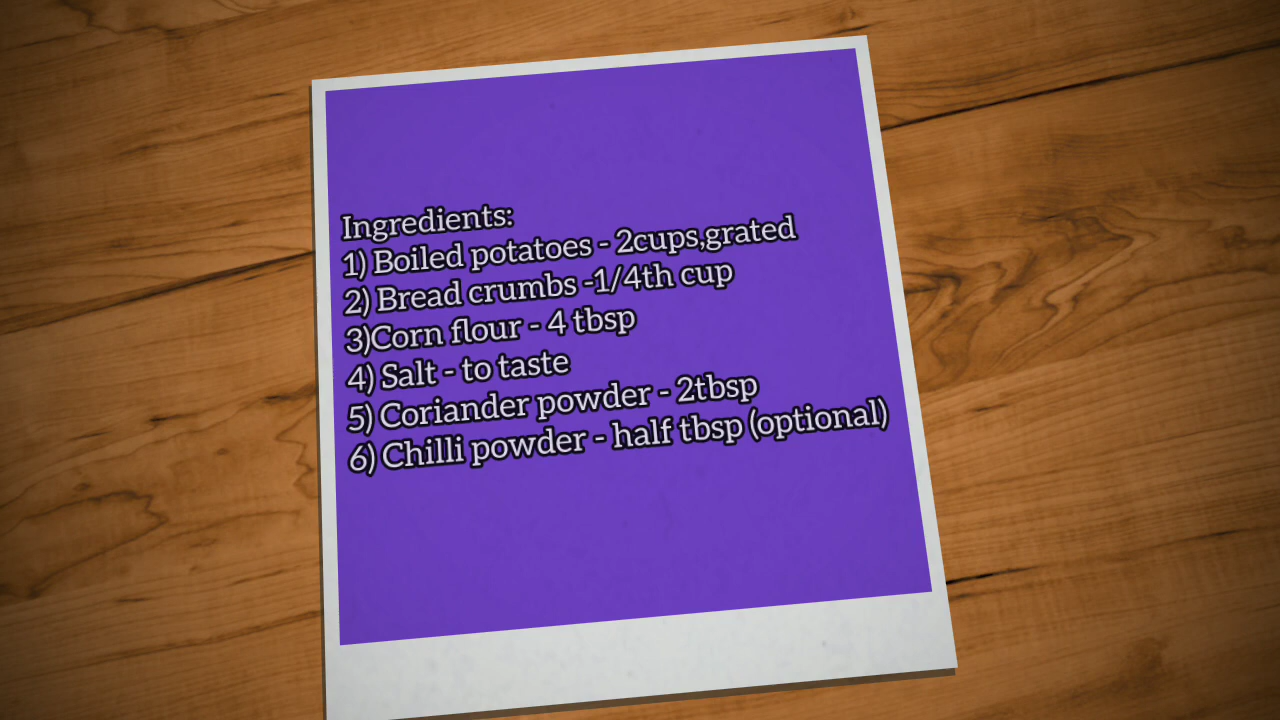 Ingredients:
1) Boiled potatoes - 2cups,grated
2) Bread crumbs -1/4th cup
3)Corn flour - 4 tbsp
4) Salt - to taste
5) Coriander powder - 2tbsp
6) Chilli powder - half tbsp (optional)